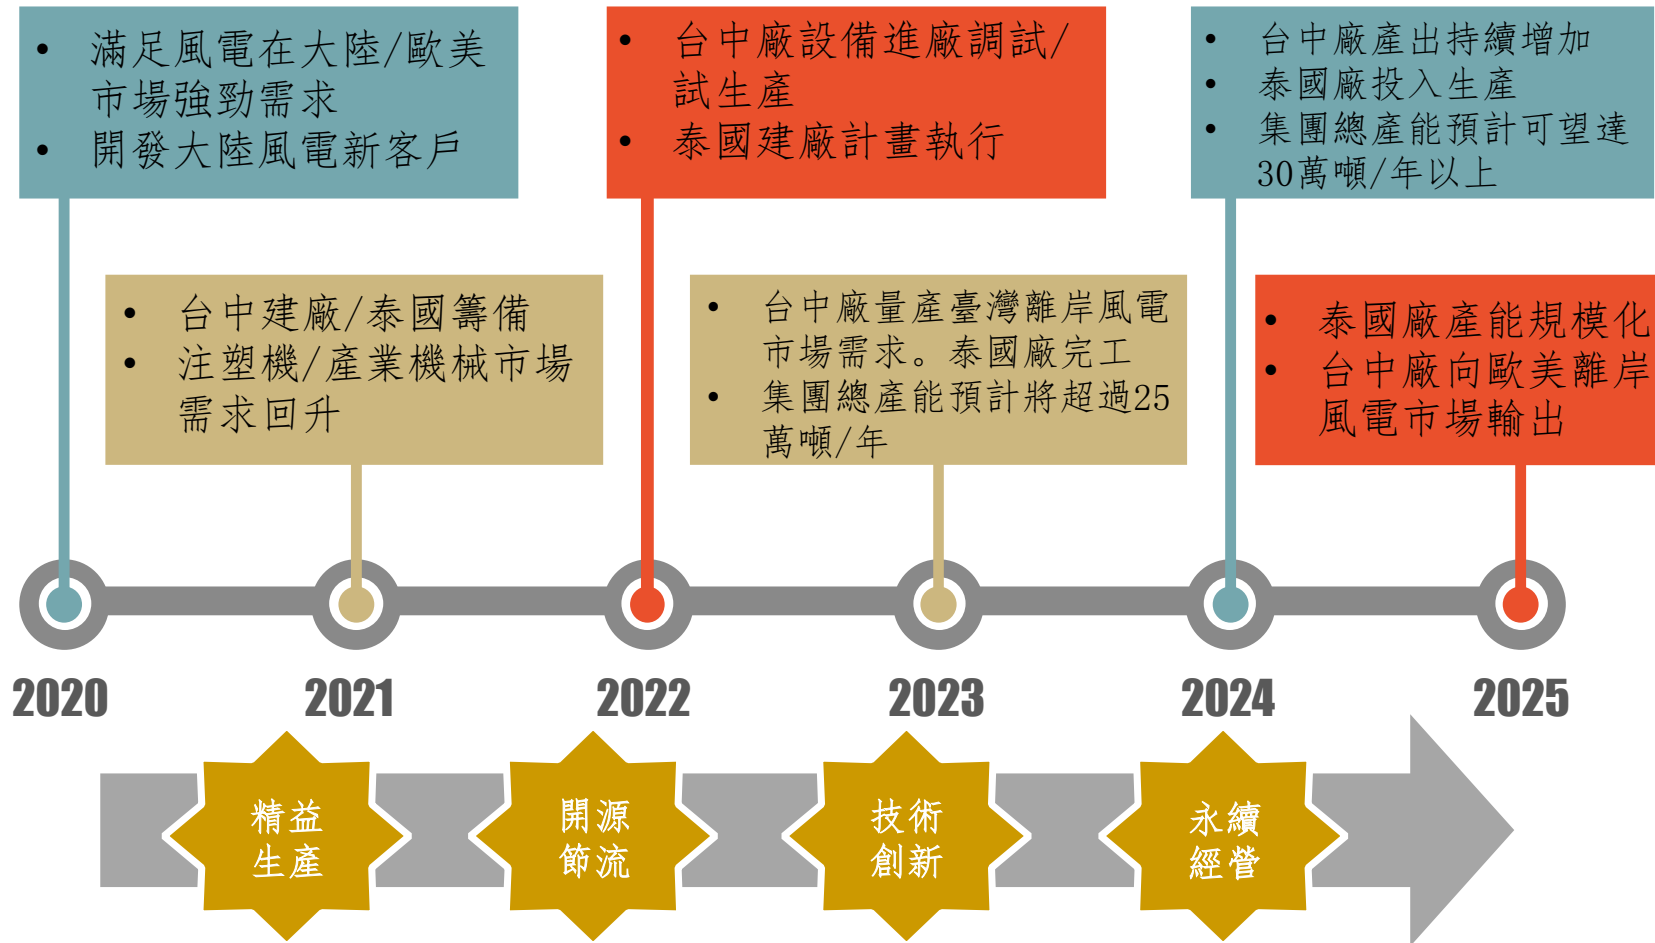 • 滿足風電在大陸/歐美
市場強勁需求
• 開發大陸風電新客戶
• 台中廠設備進廠調試/
試生產
• 泰國建廠計畫執行
• 台中廠產出持續增加
• 泰國廠投入生產
• 集團總產能預計可望達
30萬噸/年以上
• 台中建廠/泰國籌備
• 注塑機/產業機械市場
需求回升
• 台中廠量產臺灣離岸風電
市場需求。泰國廠完工
• 集團總產能預計將超過25
萬噸/年
• 泰國廠產能規模化
• 台中廠向歐美離岸
風電市場輸出
2020 2021 2022 2023 2024 2025
精益
生產
開源
節流
技術
創新
永續
經營